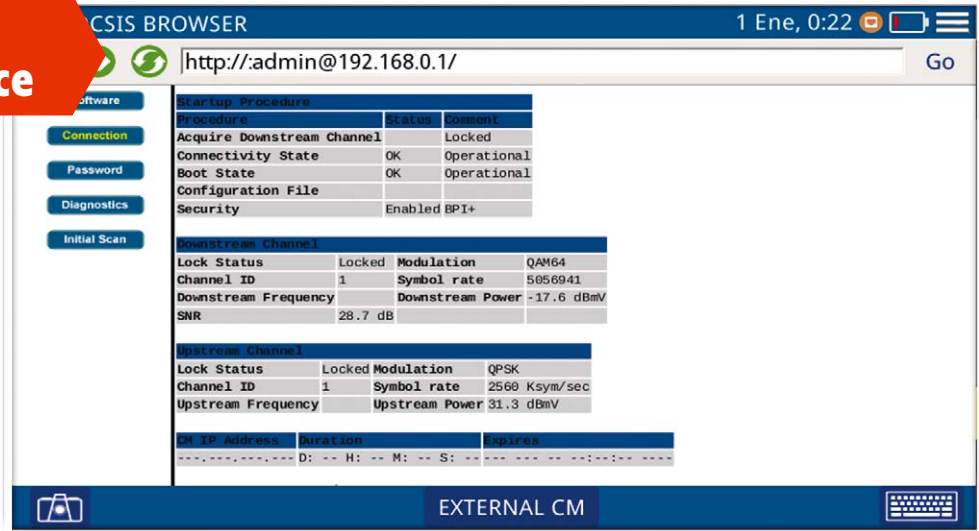 CSIS BROWSER
1 Ene, 0:22
ce
http://:admin@192.168.0.1/
Go
Software
Connection
Password
Diagnostics
Initial Scan
Startup Procedure
Procedure Status Comment
Acquire Downstream Channel Locked
Connectivity State OK Operational
Boot State OK Operational
Configuration File
Security Enabled BPI+
Downstream Channel
Lock Status Locked Modulation QAM64
Channel ID 1 Symbol rate 5056941
Downstream Frequency Downstream Power -17.6 dBmV
SNR 28.7 dB
Upstream Channel
Lock Status Locked Modulation QPSK
Channel ID 1 Symbol rate 2560 Ksym/sec
Upstream Frequency Upstream Power 31.3 dBmV
CM IP Address Duration Expires
---.---.---.--- D: -- H: -- M: -- S: -- --- --- -- --:--:-- ----
EXTERNAL CM